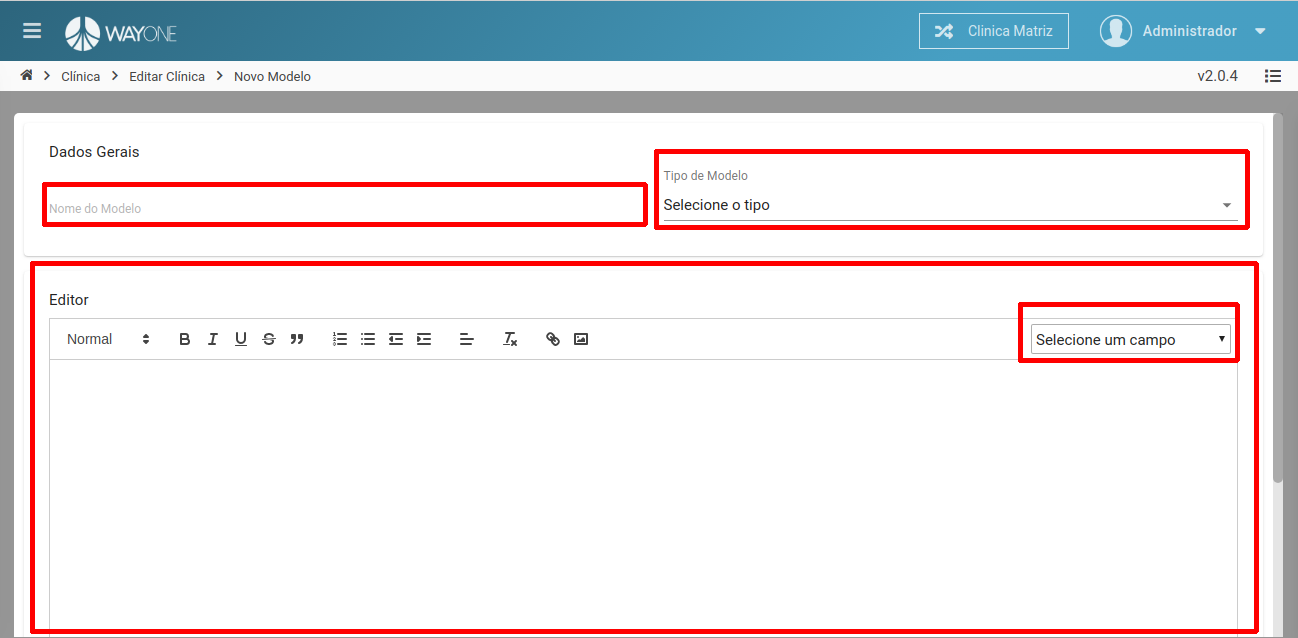 WAYONE
Clinica Matriz
Administrador
Clínica
Editar Clínica
Novo Modelo
v2.0.4
Dados Gerais
Tipo de Modelo
Nome do Modelo
Selecione o tipo
Editor
Normal
Selecione um campo